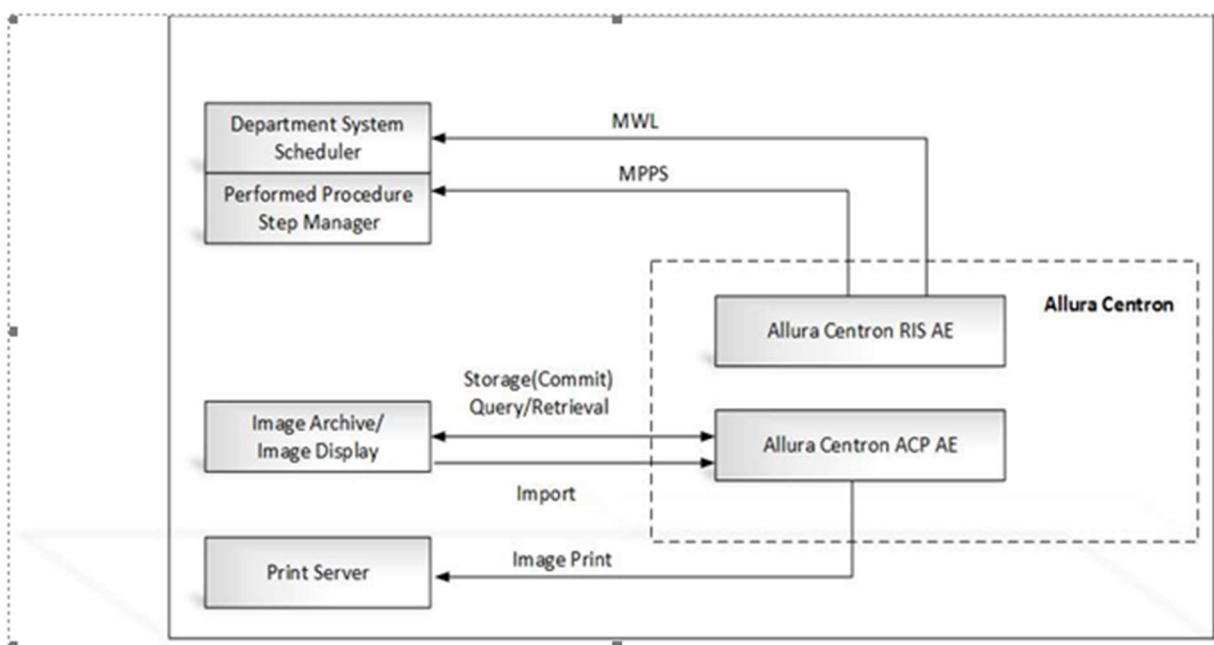 Department System
Scheduler
MWL
MPPS
Performed Procedure
Step Manager
Allura Centron
Allura Centron RIS AE
Storage(Commit)
Query/Retrieval
Image Archive/
Image Display
Allura Centron ACP AE
Import
Image Print
Print Server